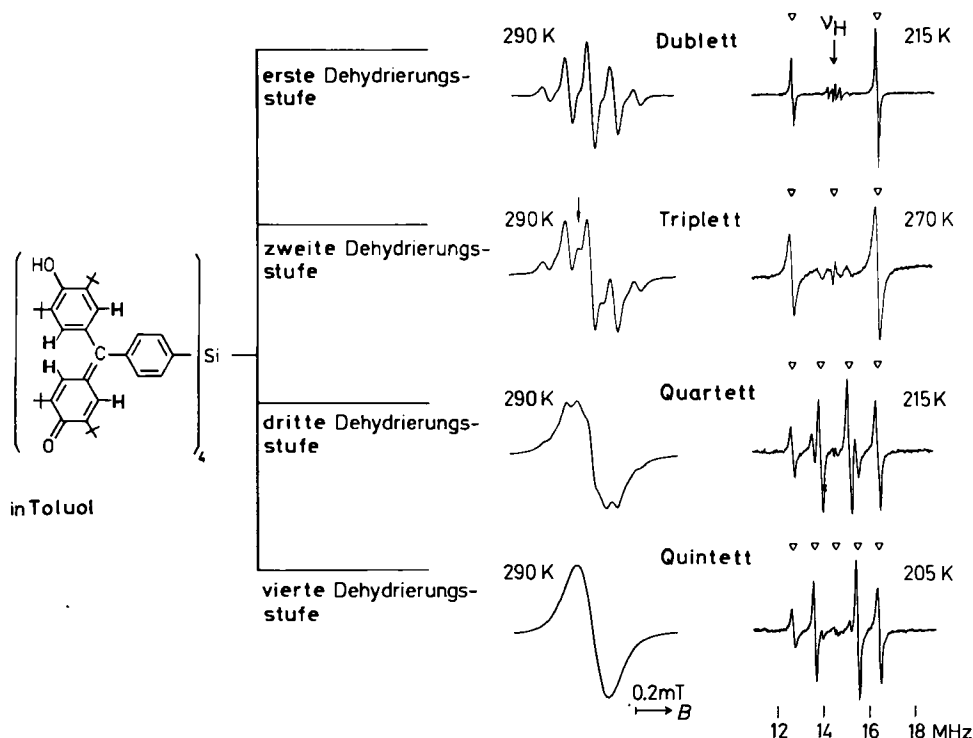 290 K
Dublett
νH
215 K
erste Dehydrierungs-
stufe
290 K
Triplett
270 K
zweite Dehydrierungs-
stufe
HO
H
H
C
Si
H
H
O
4
in Toluol
290 K
Quartett
215 K
dritte Dehydrierungs-
stufe
290 K
Quintett
205 K
vierte Dehydrierungs-
stufe
0.2mT
B
12 14 16 18 MHz